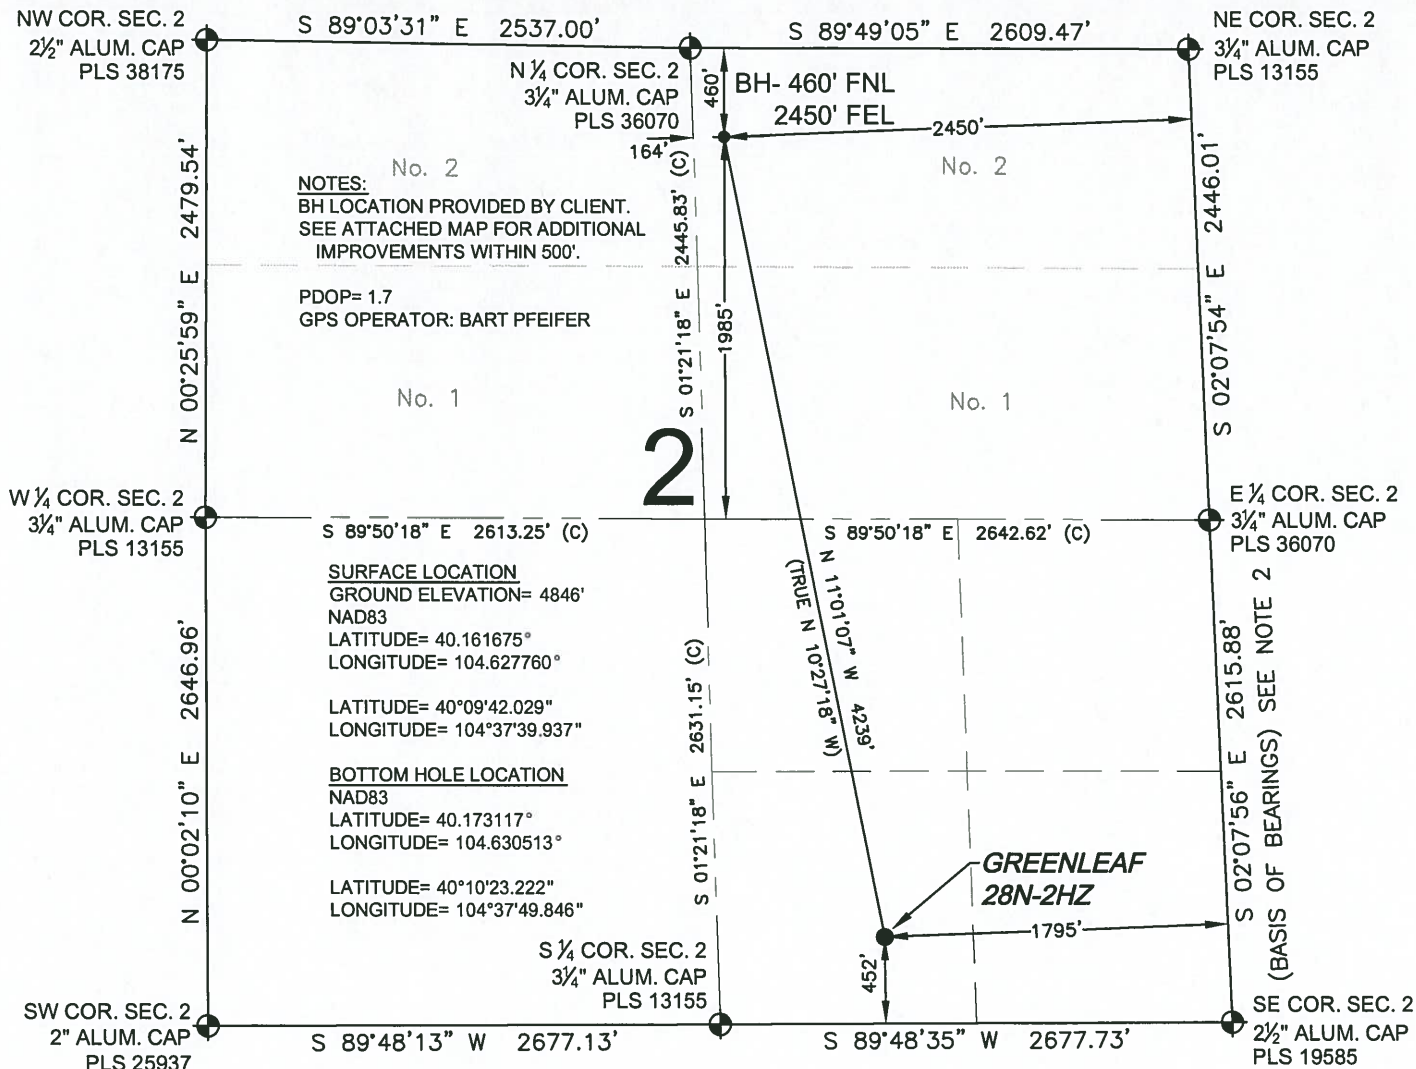 NW COR. SEC. 2
2½" ALUM. CAP
PLS 38175
S 89°03'31" E 2537.00'
S 89°49'05" E 2609.47'
NE COR. SEC. 2
3¼" ALUM. CAP
PLS 13155
N ¼ COR. SEC. 2
3¼" ALUM. CAP
PLS 36070
460'
BH- 460' FNL
2450' FEL
2450'
164'
No. 2
No. 2
NOTES:
BH LOCATION PROVIDED BY CLIENT.
SEE ATTACHED MAP FOR ADDITIONAL
IMPROVEMENTS WITHIN 500'.
PDOP= 1.7
GPS OPERATOR: BART PFEIFER
N 00°25'59" E 2479.54'
S 01°21'18" E 2445.83' (C)
1985'
S 02°07'54" E 2446.01'
No. 1
No. 1
2
W ¼ COR. SEC. 2
3¼" ALUM. CAP
PLS 13155
S 89°50'18" E 2613.25' (C)
S 89°50'18" E 2642.62' (C)
E ¼ COR. SEC. 2
3¼" ALUM. CAP
PLS 36070
SURFACE LOCATION
GROUND ELEVATION= 4846'
NAD83
LATITUDE= 40.161675°
LONGITUDE= 104.627760°
LATITUDE= 40°09'42.029"
LONGITUDE= 104°37'39.937"
BOTTOM HOLE LOCATION
NAD83
LATITUDE= 40.173117°
LONGITUDE= 104.630513°
LATITUDE= 40°10'23.222"
LONGITUDE= 104°37'49.846"
N 00°02'10" E 2646.96'
S 01°21'18" E 2631.15' (C)
N 11°01'07" W 4239'
(TRUE N 10°27'18" W)
S 02°07'56" E 2615.88'
(BASIS OF BEARINGS) SEE NOTE 2
GREENLEAF
28N-2HZ
1795'
452'
S ¼ COR. SEC. 2
3¼" ALUM. CAP
PLS 13155
SW COR. SEC. 2
2" ALUM. CAP
PLS 25937
S 89°48'13" W 2677.13'
S 89°48'35" W 2677.73'
SE COR. SEC. 2
2½" ALUM. CAP
PLS 19585